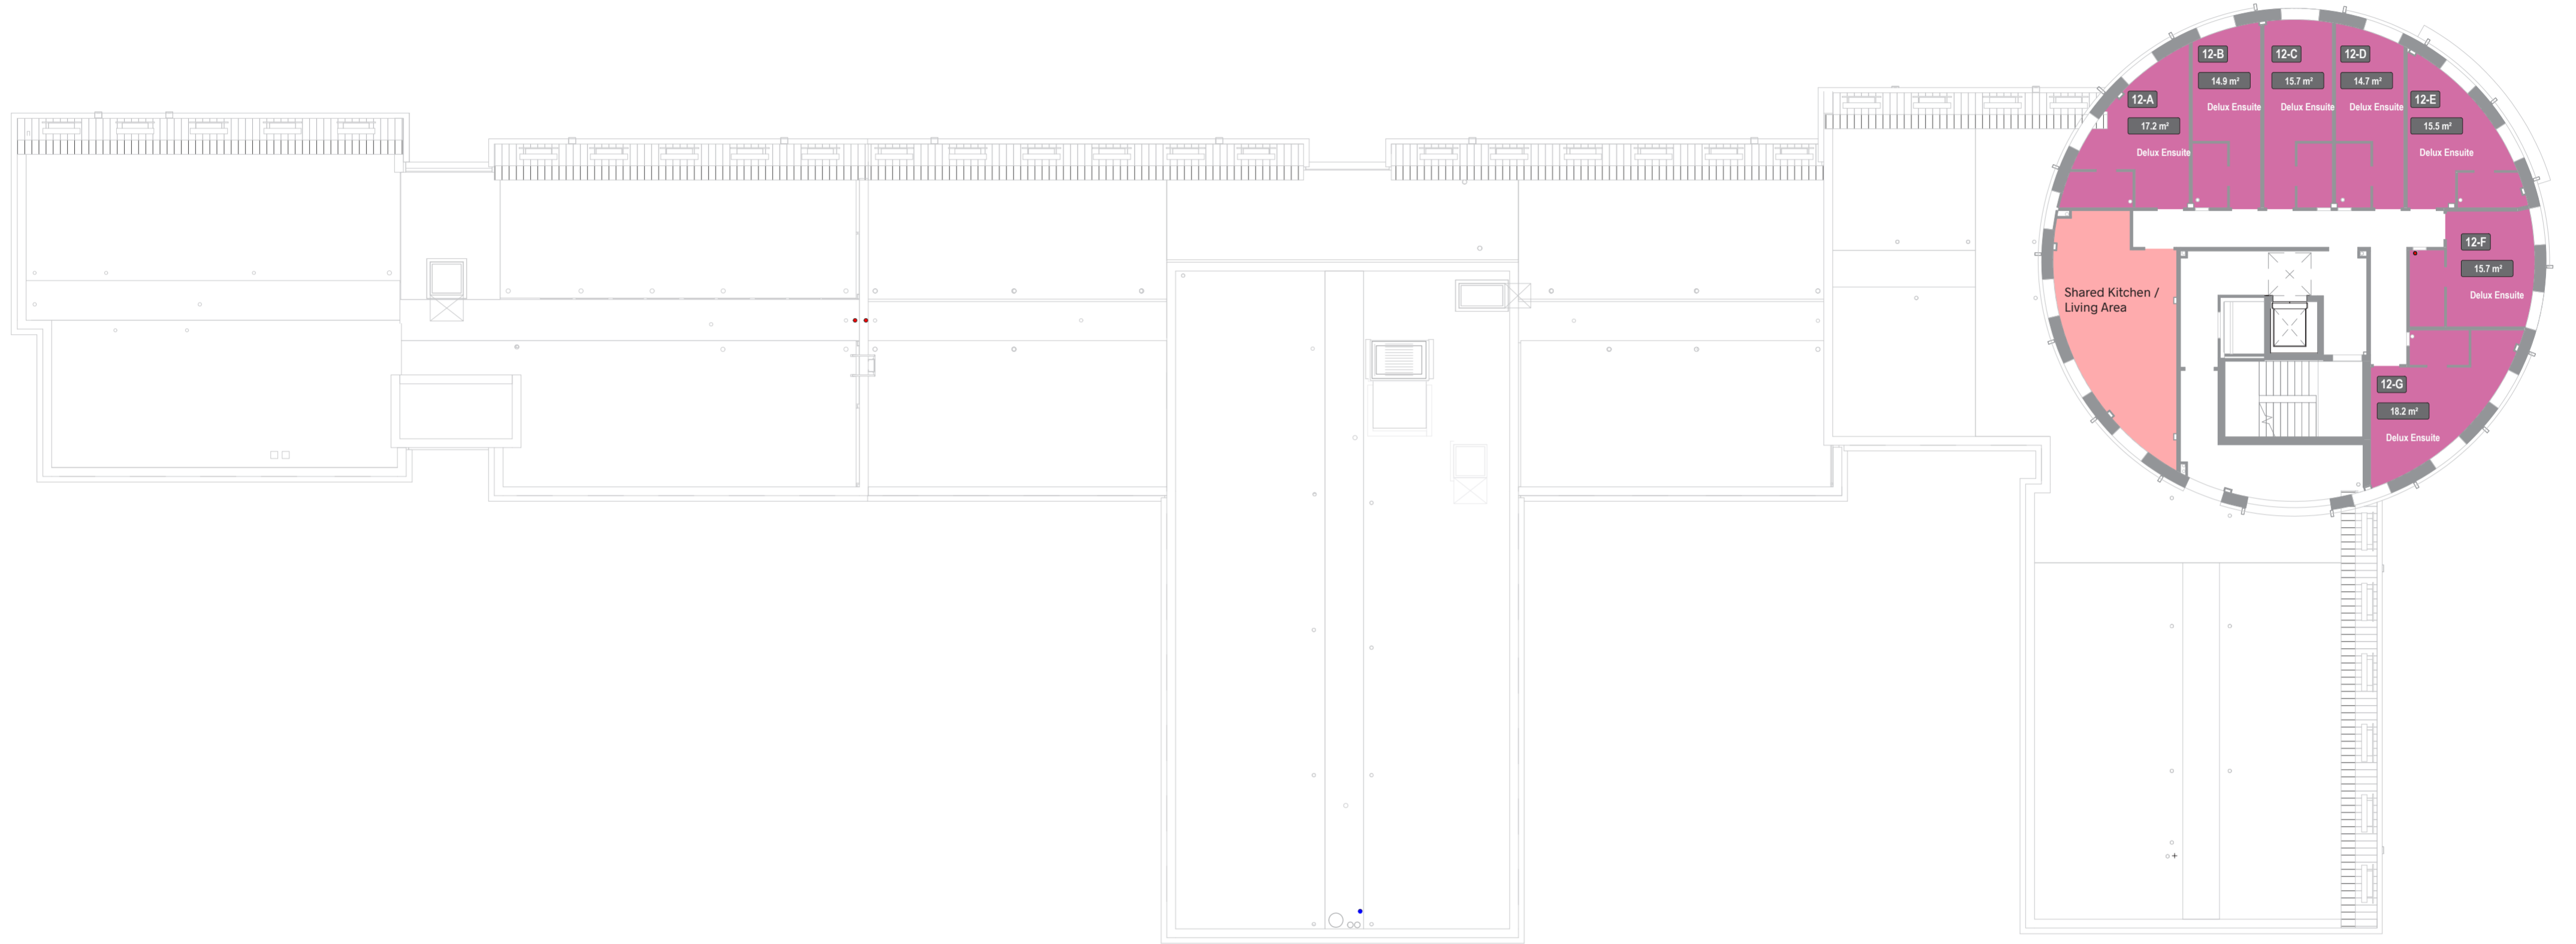 12-A
17.2 m²
Delux Ensuite
12-B
14.9 m²
Delux Ensuite
12-C
15.7 m²
Delux Ensuite
12-D
14.7 m²
Delux Ensuite
12-E
15.5 m²
Delux Ensuite
12-F
15.7 m²
Delux Ensuite
12-G
18.2 m²
Delux Ensuite
Shared Kitchen /
Living Area